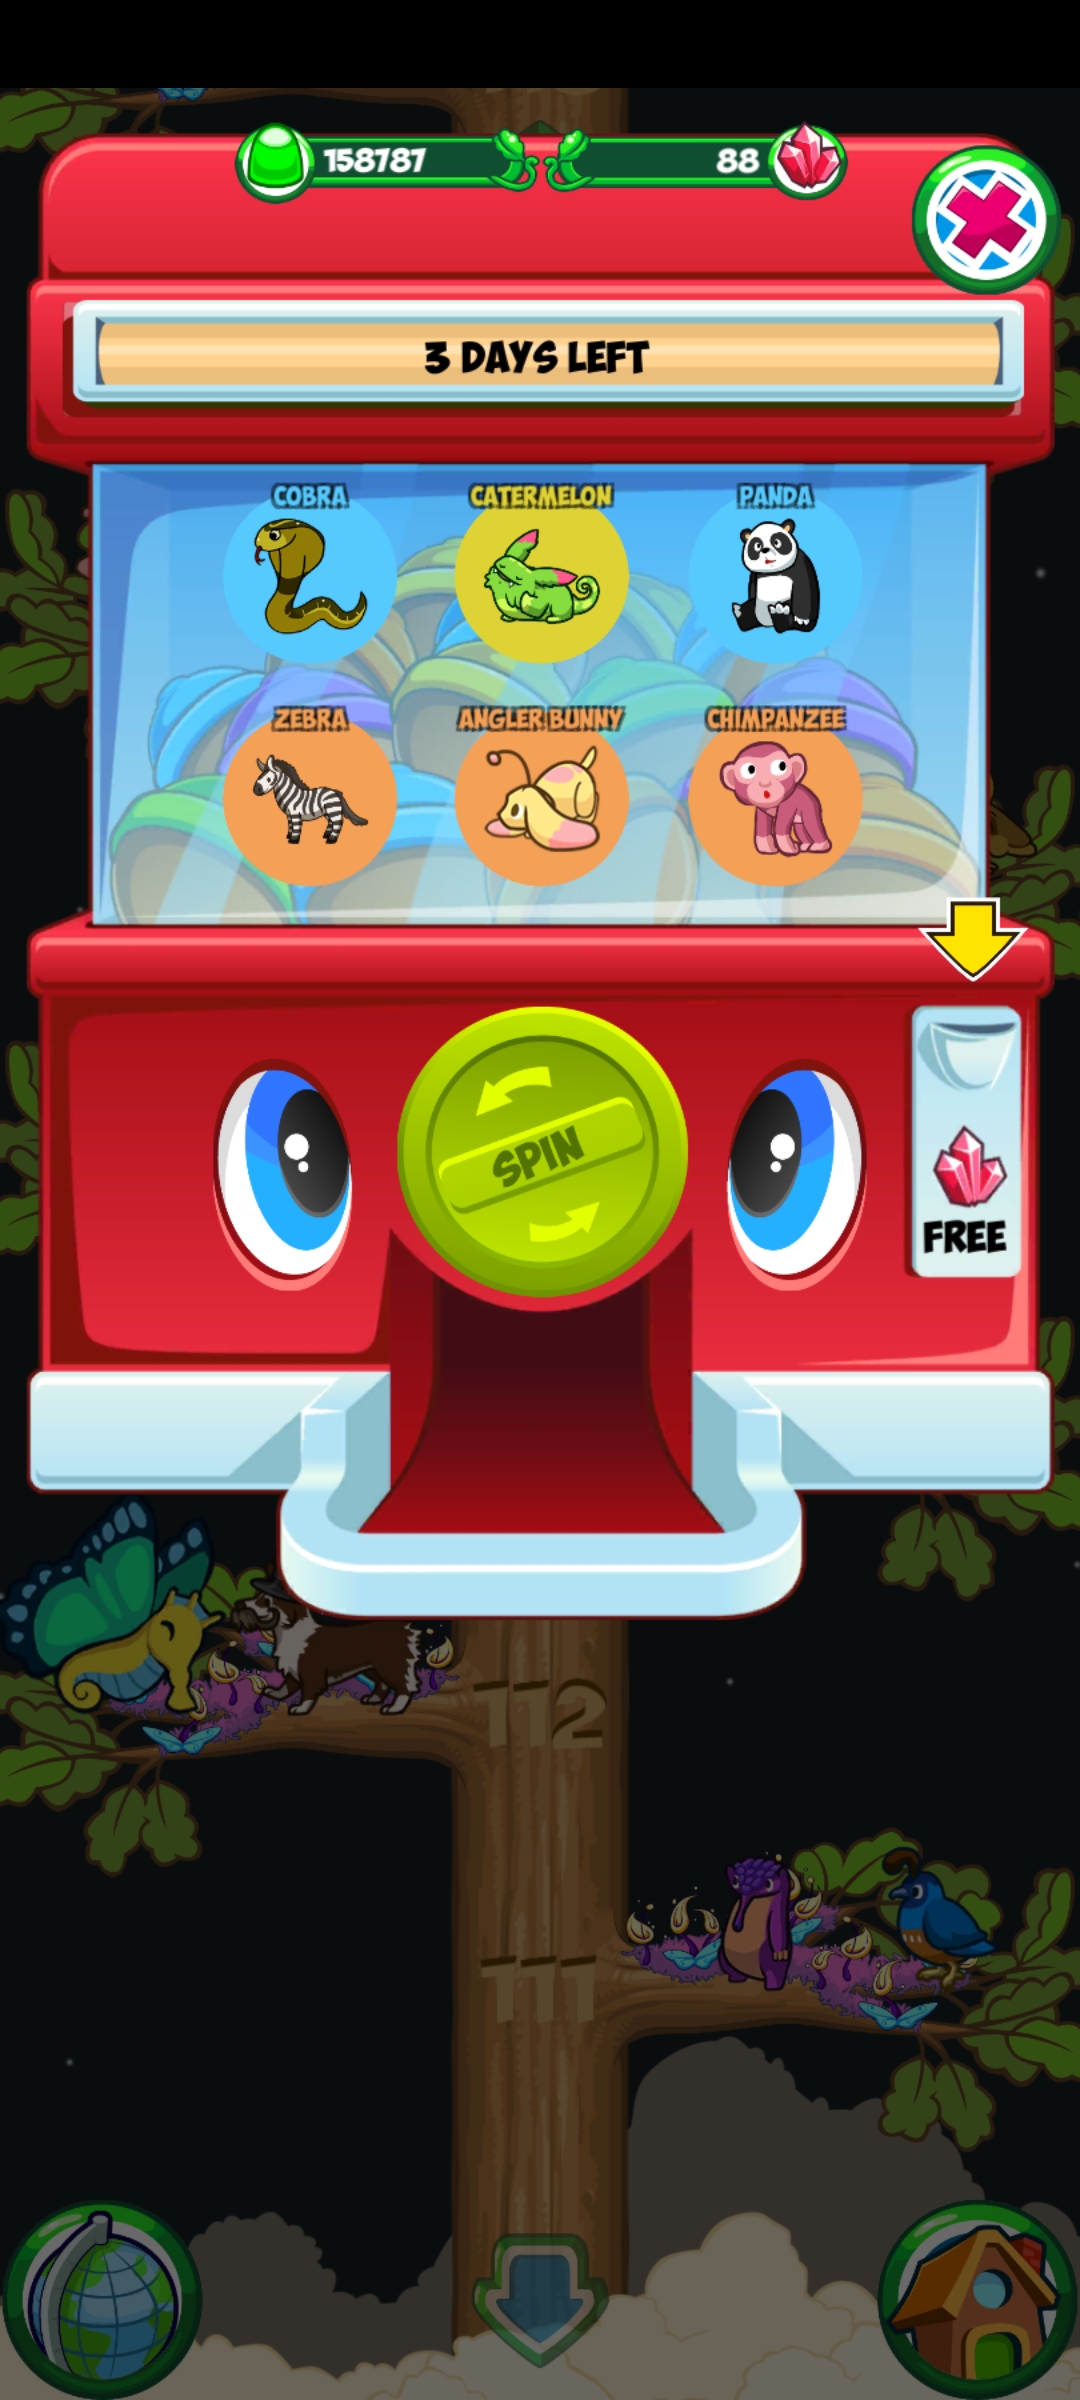 158787
88
3 DAYS LEFT
COBRA
CATERMELON
PANDA
ZEBRA
ANGLER BUNNY
CHIMPANZEE
SPIN
FREE
112
111